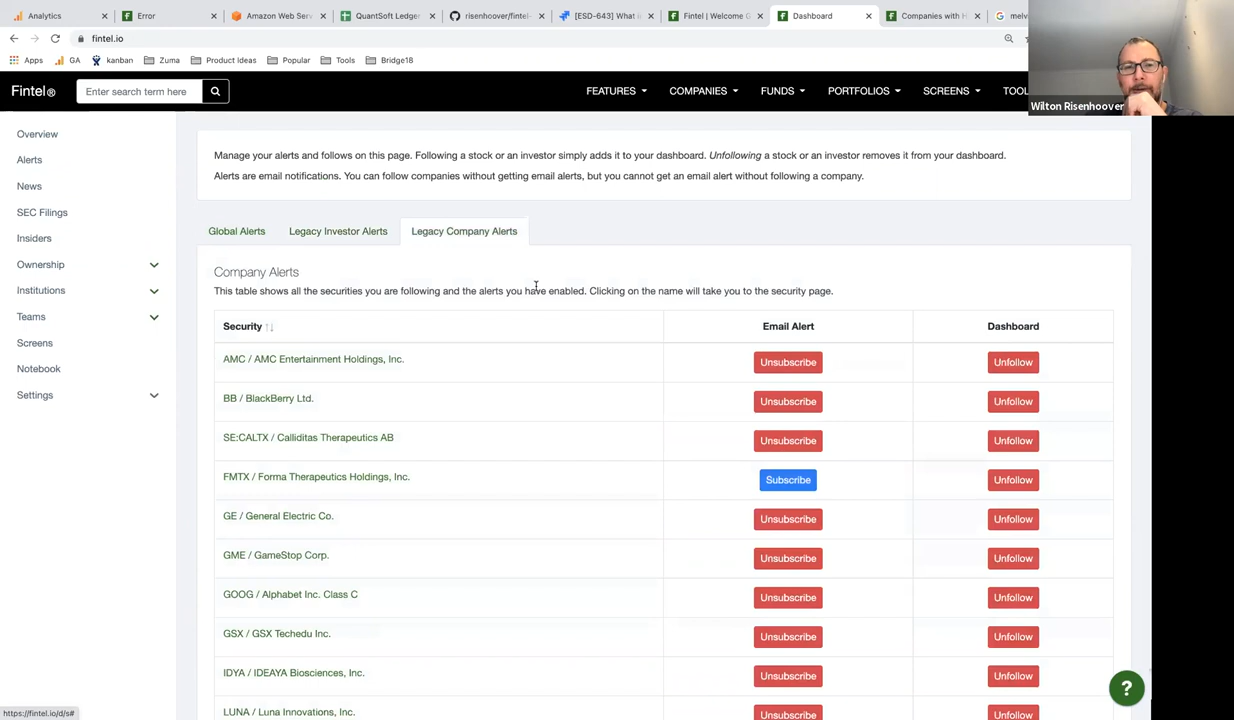 Analytics
Error
Amazon Web Serv
QuantSoft Ledger
risenhoover/fintel-
[ESD-643] What i
Fintel | Welcome
Dashboard
Companies with H
melv
fintel.io
Apps
GA
kanban
Zuma
Product Ideas
Popular
Tools
Bridge18
Fintel
Enter search term here
FEATURES
COMPANIES
FUNDS
PORTFOLIOS
SCREENS
TOO
Wilton Risenhoover
Overview
Alerts
News
SEC Filings
Insiders
Ownership
Institutions
Teams
Screens
Notebook
Settings
Manage your alerts and follows on this page. Following a stock or an investor simply adds it to your dashboard. Unfollowing a stock or an investor removes it from your dashboard.
Alerts are email notifications. You can follow companies without getting email alerts, but you cannot get an email alert without following a company.
Global Alerts
Legacy Investor Alerts
Legacy Company Alerts
Company Alerts
This table shows all the securities you are following and the alerts you have enabled. Clicking on the name will take you to the security page.
Security Email Alert Dashboard
AMC / AMC Entertainment Holdings, Inc. Unsubscribe Unfollow
BB / BlackBerry Ltd. Unsubscribe Unfollow
SE:CALTX / Calliditas Therapeutics AB Unsubscribe Unfollow
FMTX / Forma Therapeutics Holdings, Inc. Subscribe Unfollow
GE / General Electric Co. Unsubscribe Unfollow
GME / GameStop Corp. Unsubscribe Unfollow
GOOG / Alphabet Inc. Class C Unsubscribe Unfollow
GSX / GSX Techedu Inc. Unsubscribe Unfollow
IDYA / IDEAYA Biosciences, Inc. Unsubscribe Unfollow
LUNA / Luna Innovations, Inc. Unsubscribe Unfollow
?
https://fintel.io/d/s#